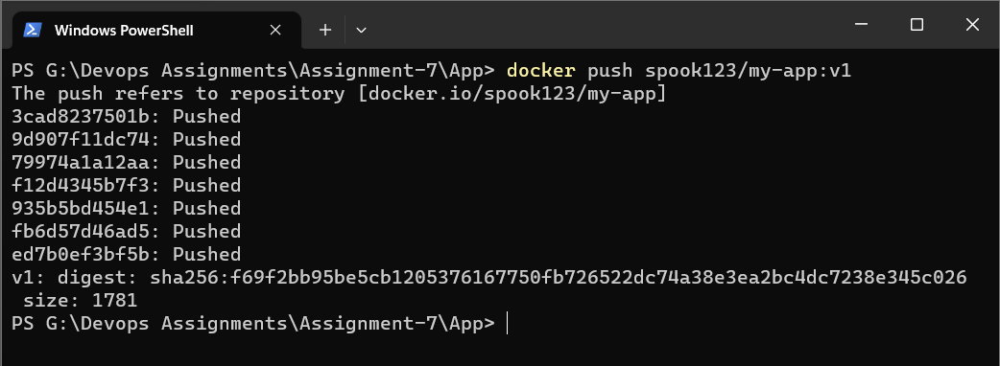 Windows PowerShell
PS G:\Devops Assignments\Assignment-7\App> docker push spook123/my-app:v1
The push refers to repository [docker.io/spook123/my-app]
3cad8237501b: Pushed
9d907f11dc74: Pushed
79974a1a12aa: Pushed
f12d4345b7f3: Pushed
935b5bd454e1: Pushed
fb6d57d46ad5: Pushed
ed7b0ef3bf5b: Pushed
v1: digest: sha256:f69f2bb95be5cb1205376167750fb726522dc74a38e3ea2bc4dc7238e345c026
 size: 1781
PS G:\Devops Assignments\Assignment-7\App>